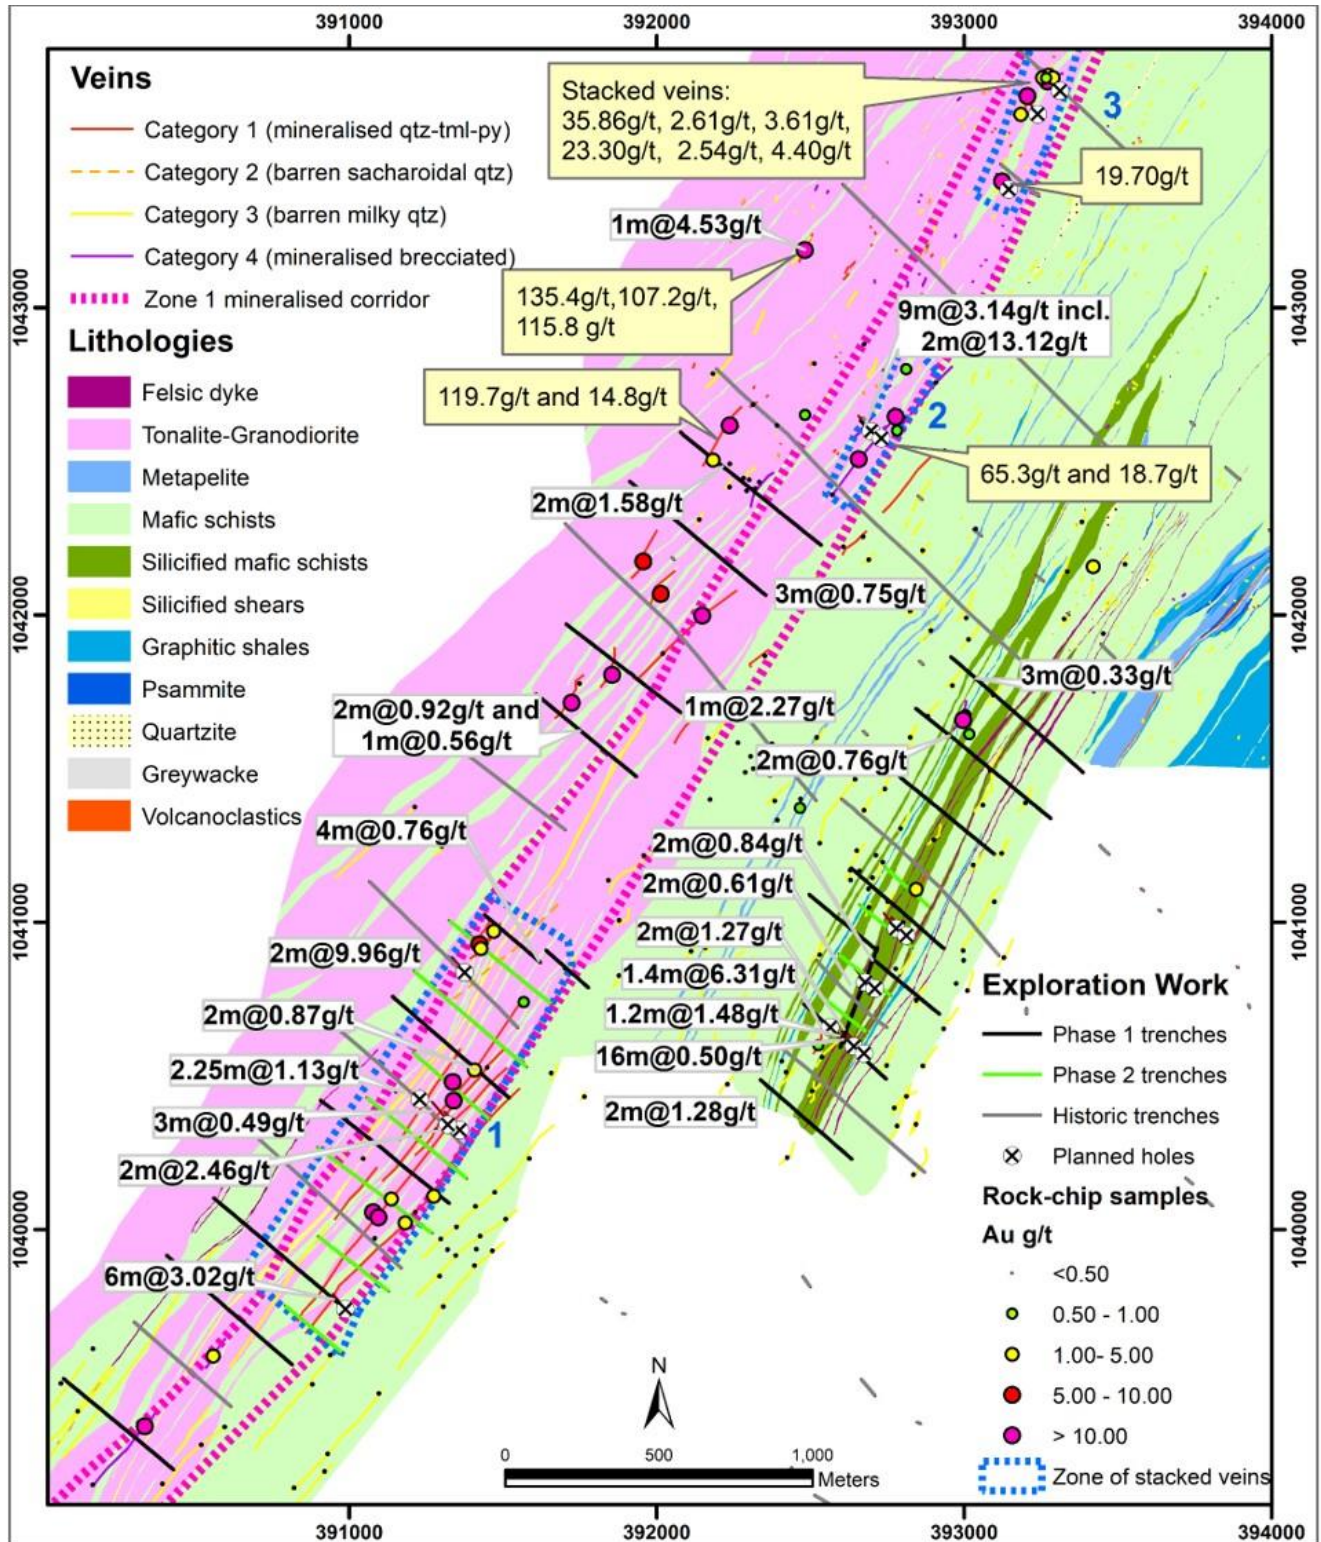 391000
392000
393000
394000
Veins
Category 1 (mineralised qtz-tml-py)
Category 2 (barren sacharoidal qtz)
Category 3 (barren milky qtz)
Category 4 (mineralised brecciated)
Zone 1 mineralised corridor
Lithologies
Felsic dyke
Tonalite-Granodiorite
Metapelite
Mafic schists
Silicified mafic schists
Silicified shears
Graphitic shales
Psammite
Quartzite
Greywacke
Volcanoclastics
Stacked veins:
35.86g/t, 2.61g/t, 3.61g/t,
23.30g/t, 2.54g/t, 4.40g/t
3
19.70g/t
1m@4.53g/t
135.4g/t,107.2g/t,
115.8 g/t
9m@3.14g/t incl.
2m@13.12g/t
119.7g/t and 14.8g/t
2
65.3g/t and 18.7g/t
2m@1.58g/t
3m@0.75g/t
3m@0.33g/t
2m@0.92g/t and
1m@0.56g/t
1m@2.27g/t
2m@0.76g/t
4m@0.76g/t
2m@0.84g/t
2m@0.61g/t
2m@9.96g/t
2m@1.27g/t
1.4m@6.31g/t
2m@0.87g/t
1.2m@1.48g/t
2.25m@1.13g/t
16m@0.50g/t
3m@0.49g/t
2m@1.28g/t
1
2m@2.46g/t
6m@3.02g/t
Exploration Work
Phase 1 trenches
Phase 2 trenches
Historic trenches
Planned holes
Rock-chip samples
Au g/t
<0.50
0.50 - 1.00
1.00- 5.00
5.00 - 10.00
> 10.00
Zone of stacked veins
N
0 500 1,000
Meters
1043000
1042000
1041000
1040000
1043000
1042000
1041000
1040000
391000
392000
393000
394000